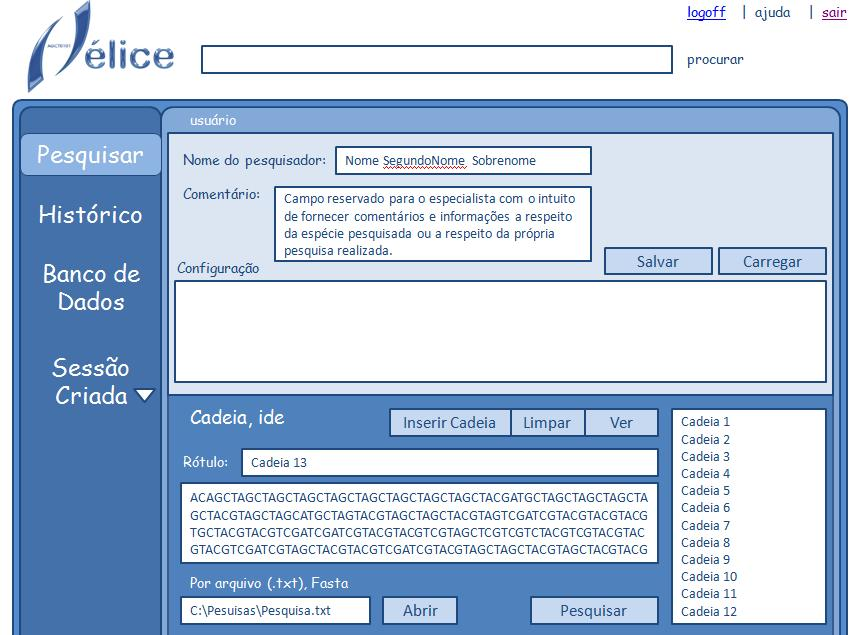 logoff | ajuda | sair
Hélice
procurar
usuário
Pesquisar
Histórico
Banco de
Dados
Sessão
Criada
Nome do pesquisador: Nome SegundoNome Sobrenome
Comentário: Campo reservado para o especialista com o intuito
de fornecer comentários e informações a respeito
da espécie pesquisada ou a respeito da própria
pesquisa realizada.
Configuração
Salvar Carregar
Cadeia, ide
Inserir Cadeia Limpar Ver
Rótulo: Cadeia 13
ACAGCTAGCTAGCTAGCTAGCTAGCTAGCTAGCTAGCTACGATGCTAGCTAGCTAGCTA
GCTACGTAGCTAGCATGCTAGTACGTAGCTAGCTACGTAGTCGATCGTACGTACGTACG
TGCTACGTACGTCGATCGATCGTACGTACGTCGTAGCTCGTCGTCTACGTCGTACGTAC
GTACGTCGATCGTAGCTACGTACGTCGATCGTACGTAGCTAGCTACGTAGCTACGTACG
Por arquivo (.txt), Fasta
C:\Pesuisas\Pesquisa.txt Abrir Pesquisar
Cadeia 1
Cadeia 2
Cadeia 3
Cadeia 4
Cadeia 5
Cadeia 6
Cadeia 7
Cadeia 8
Cadeia 9
Cadeia 10
Cadeia 11
Cadeia 12